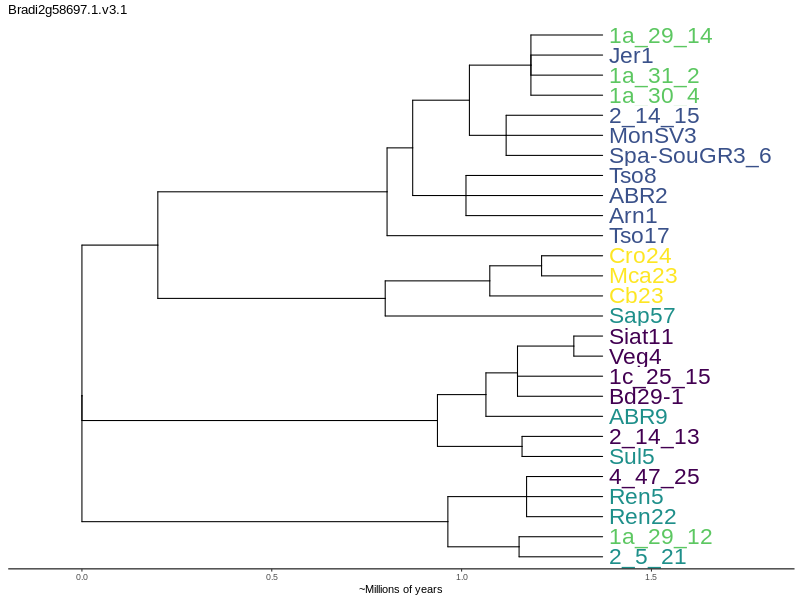 Bradi2g58697.1.v3.1
1a_29_14
Jer1
1a_31_2
1a_30_4
2_14_15
MonSV3
Spa-SouGR3_6
Tso8
ABR2
Arn1
Tso17
Cro24
Mca23
Cb23
Sap57
Siat11
Veg4
1c_25_15
Bd29-1
ABR9
2_14_13
Sul5
4_47_25
Ren5
Ren22
1a_29_12
2_5_21
0.0 0.5 1.0 1.5
~Millions of years